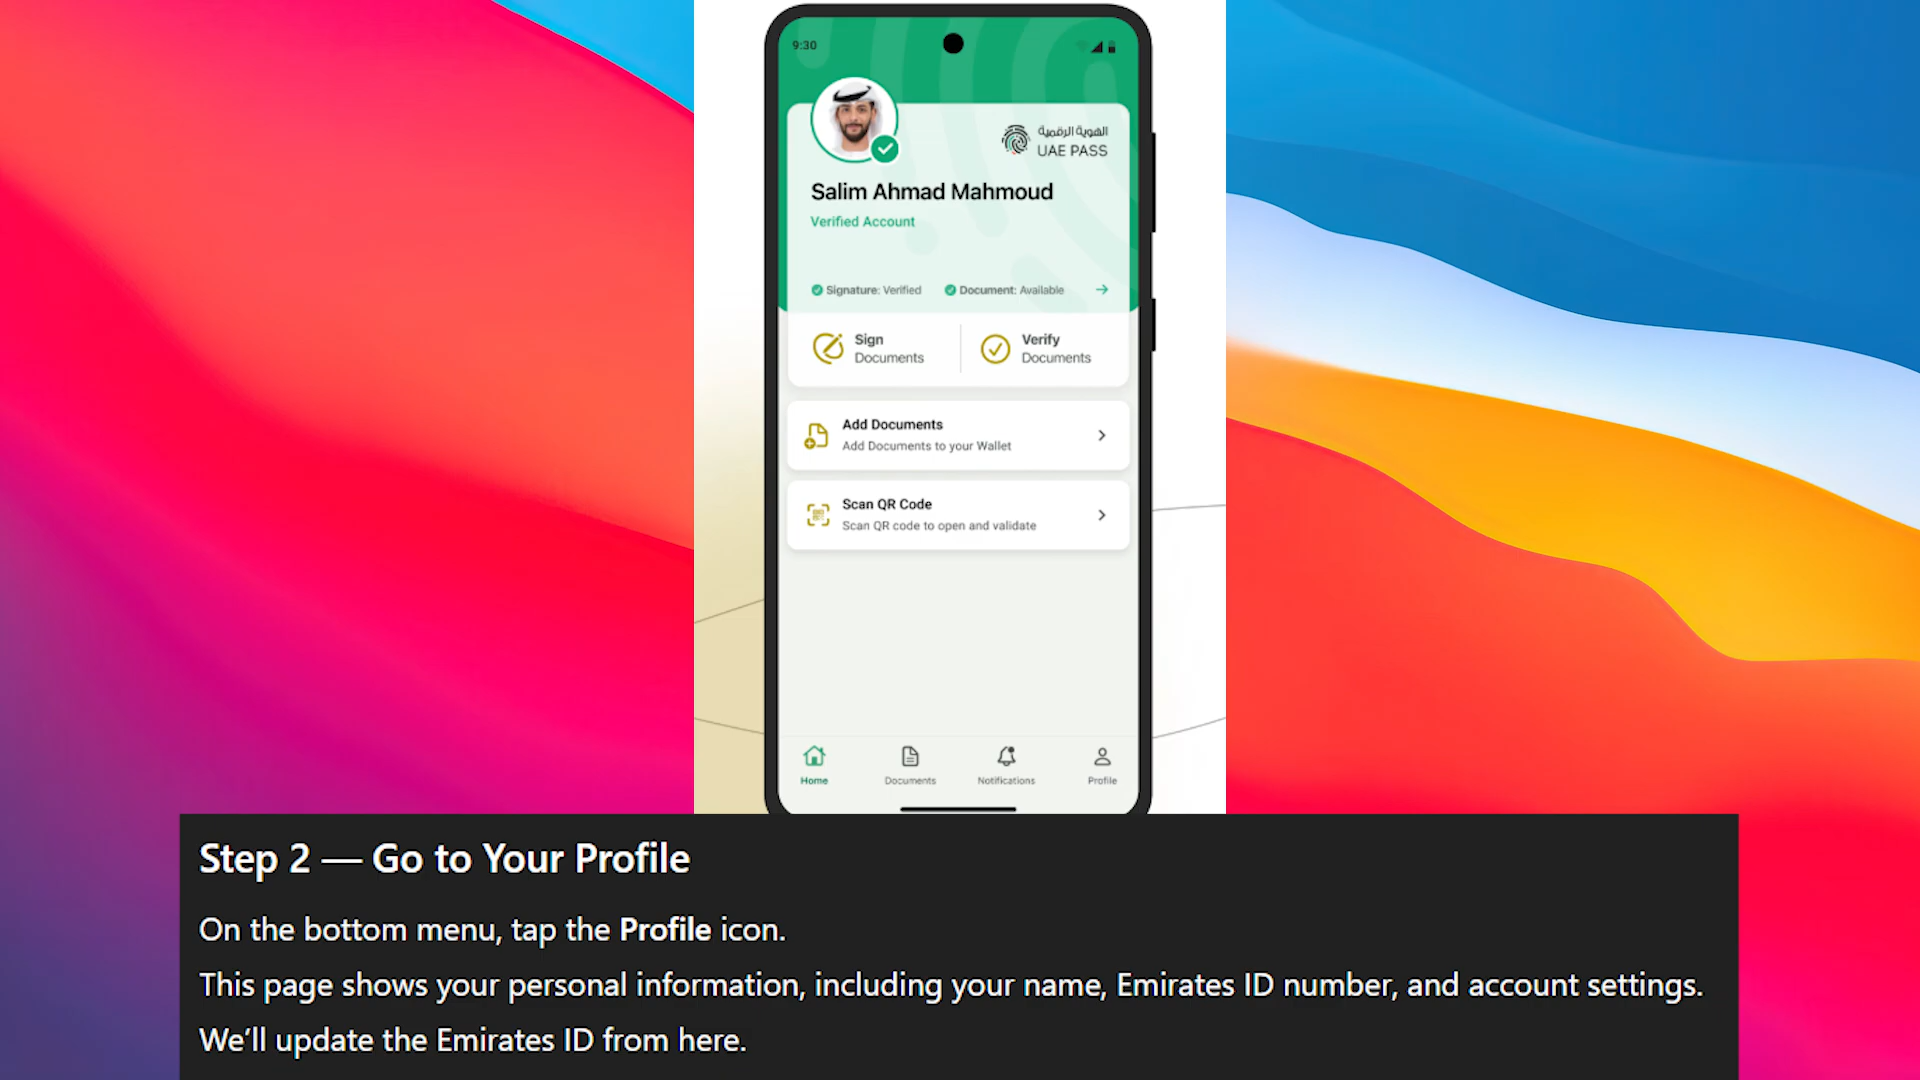 9:30
الهوية الرقمية
UAE PASS
Salim Ahmad Mahmoud
Verified Account
Signature: Verified
Document: Available
Sign
Documents
Verify
Documents
Add Documents
Add Documents to your Wallet
Scan QR Code
Scan QR code to open and validate
Home
Documents
Notifications
Profile
Step 2 — Go to Your Profile
On the bottom menu, tap the Profile icon.
This page shows your personal information, including your name, Emirates ID number, and account settings.
We’ll update the Emirates ID from here.